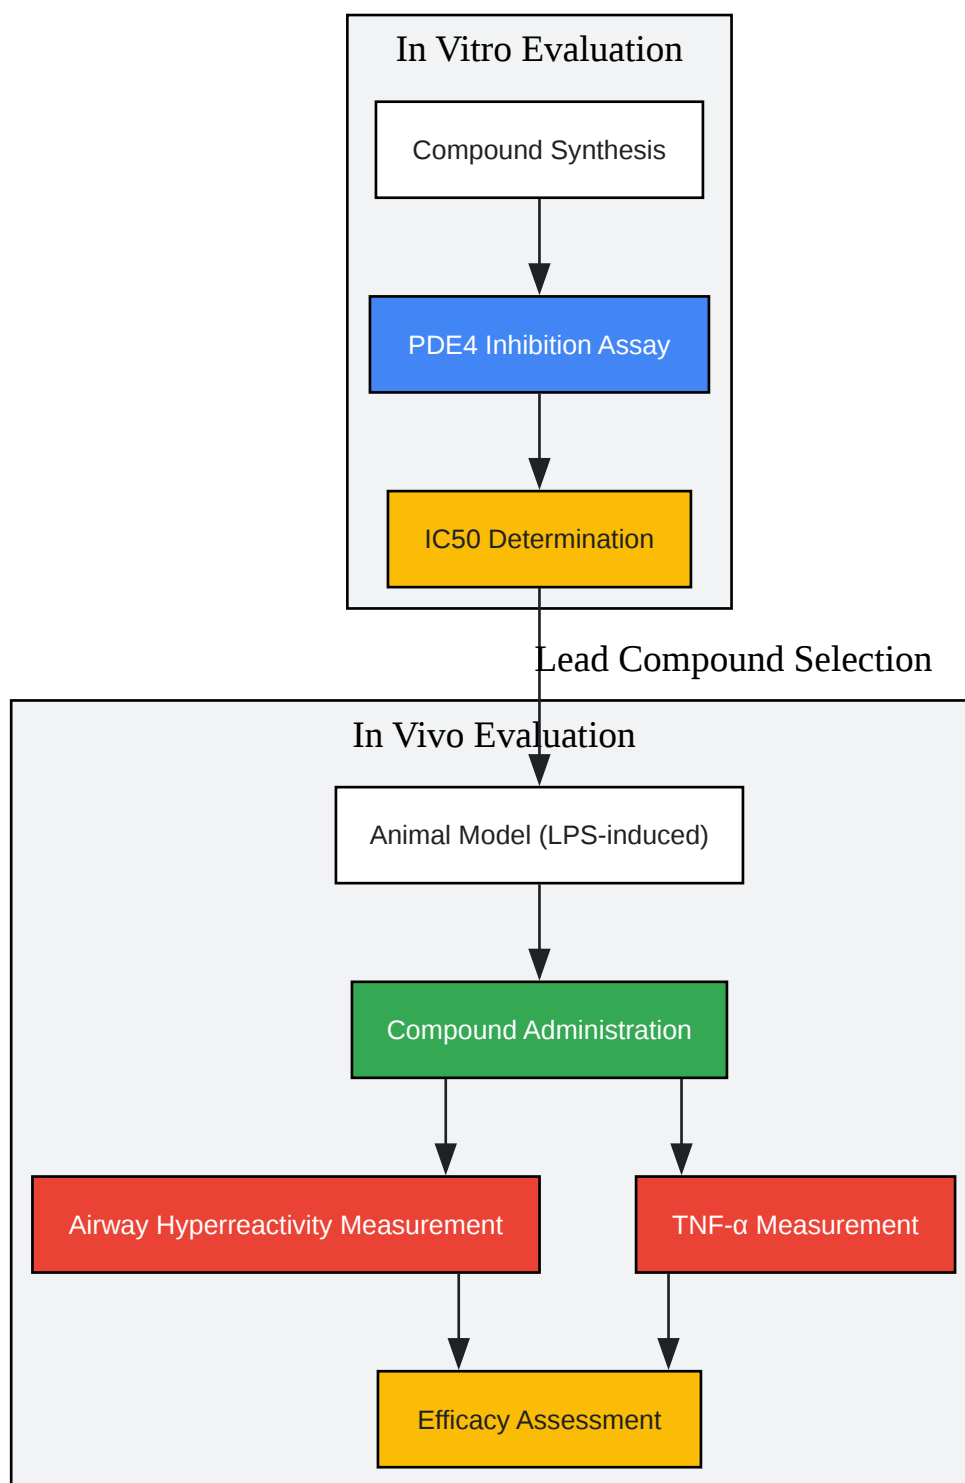 In Vitro Evaluation
Compound Synthesis
PDE4 Inhibition Assay
IC50 Determination
Lead Compound Selection
In Vivo Evaluation
Animal Model (LPS-induced)
Compound Administration
Airway Hyperreactivity Measurement
TNF-α Measurement
Efficacy Assessment